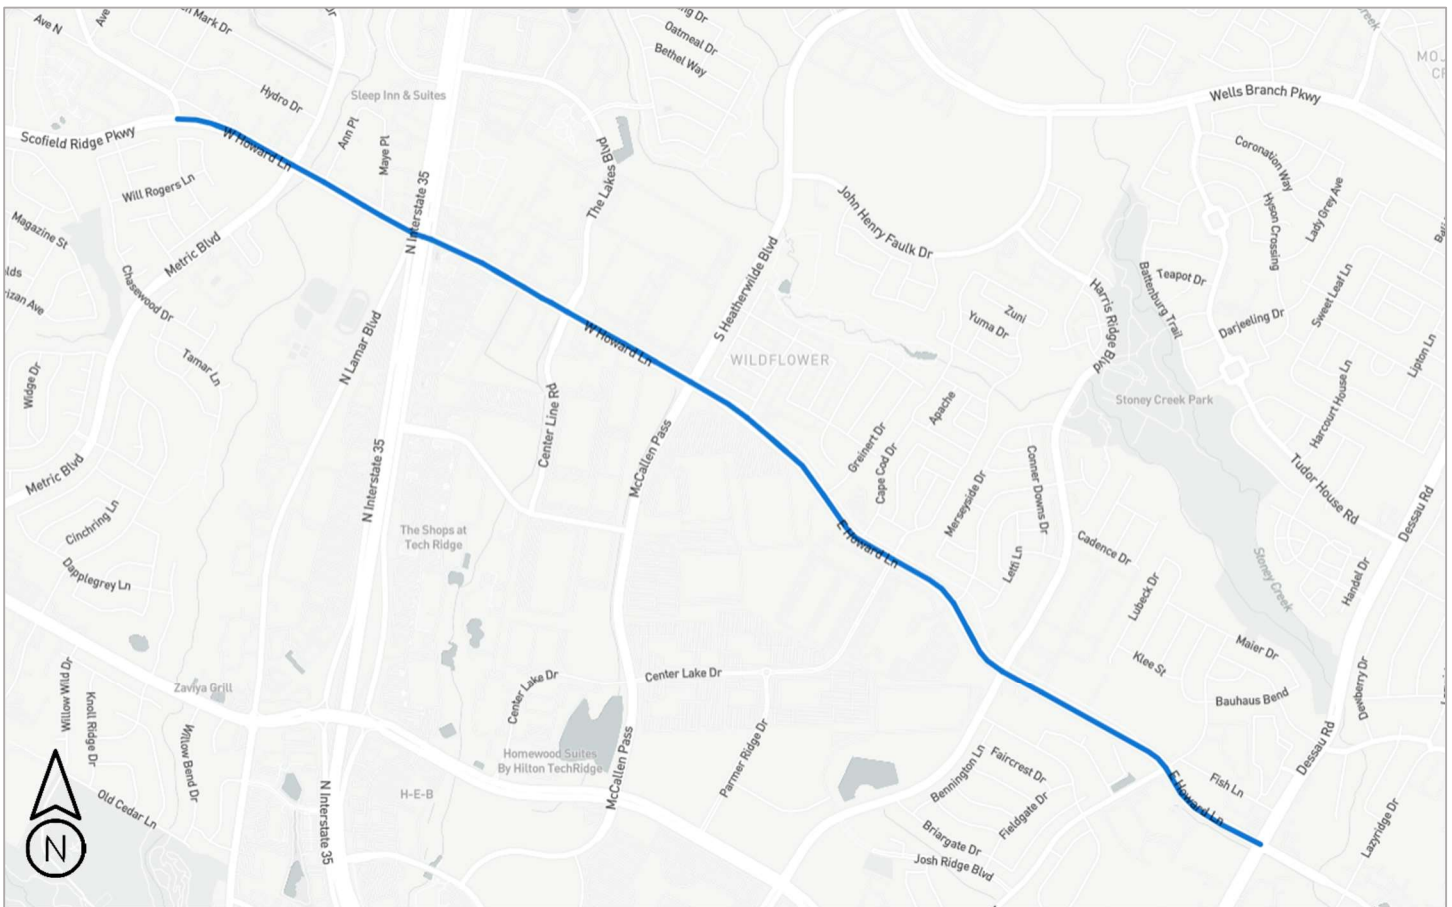 Ave N
Ave
Mark Dr
Dr
ng Dr
Oatmeal Dr
Bethel Way
Creek
Hydro Dr
Sleep Inn & Suites
Wells Branch Pkwy
Scofield Ridge Pkwy
W Howard Ln
Ann Pl
Maye Pl
The Lakes Blvd
Coronation Way
Will Rogers Ln
N Interstate 35
John Henry Faulk Dr
Hyson Crossing
Lady Grey Ave
Magazine St
Metric Blvd
S Heatherwilde Blvd
Chasewood Dr
Harris Ridge Blvd
Battenburg Trail
Teapot Dr
Sweet Leaf Ln
Zuni
Yuma Dr
Darjeeling Dr
N Lamar Blvd
W Howard Ln
WILDFLOWER
Tamar Ln
Widge Dr
Lipton Ln
Stoney Creek Park
Harcourt House Ln
Center Line Rd
Apache
Greinert Dr
McCallen Pass
Cape Cod Dr
Conner Downs Dr
Metric Blvd
N Interstate 35
Merseyside Dr
Tudor House Rd
Dessau Rd
Cinchring Ln
The Shops at
Tech Ridge
E Howard Ln
Cadence Dr
Letti Ln
Dapplegrey Ln
Lubeck Dr
Stoney Creek
Handel Dr
Maier Dr
Klee St
Center Lake Dr
Center Lake Dr
Zaviya Grill
Willow Wild Dr
Knoll Ridge Dr
Bauhaus Bend
Dewberry Dr
Willow Bend Dr
Homewood Suites
By Hilton TechRidge
McCallen Pass
Parmer Ridge Dr
Bennington Ln
Faircrest Dr
Dessau Rd
Fish Ln
E Howard Ln
H-E-B
Old Cedar Ln
N Interstate 35
Fieldgate Dr
Briargate Dr
Josh Ridge Blvd
Lazyridge Dr
N